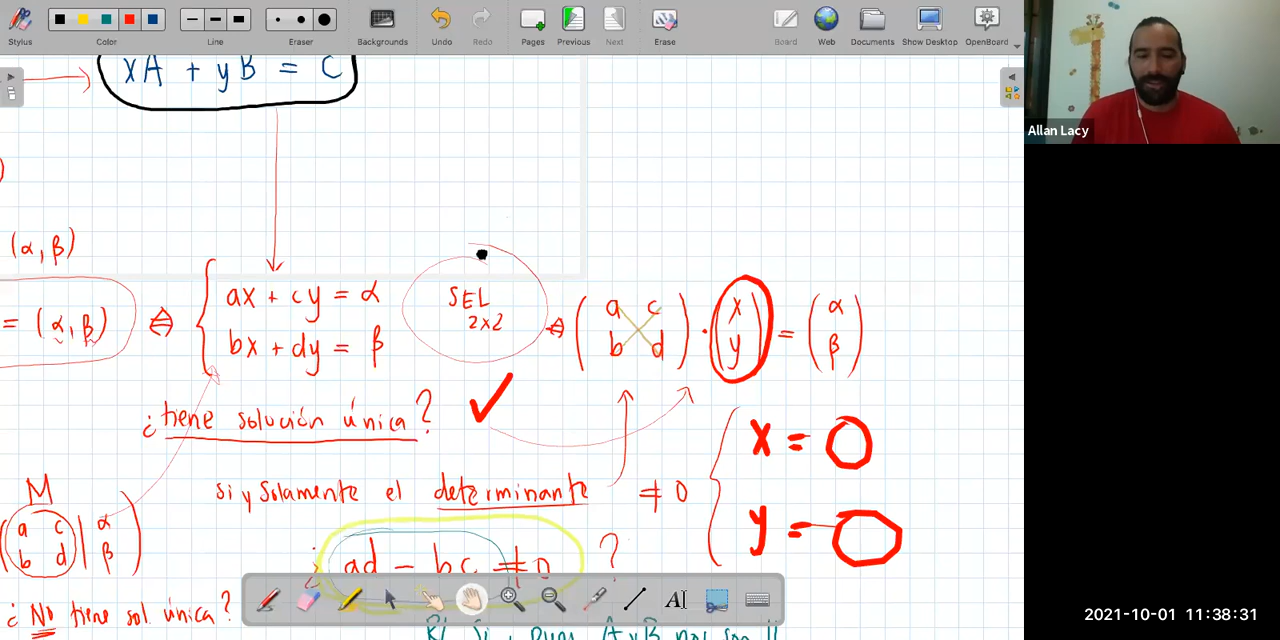 Stylus
Color
Line
Eraser
Backgrounds
Undo
Redo
Pages
Previous
Next
Erase
Board
Web
Documents
Show Desktop
OpenBoard
Allan Lacy
xA + yB = C
(α, β)
= (α, β)
⇔
ax + cy = α
bx + dy = β
SEL
2x2
⇔
a c
b d
·
x
y
=
α
β
¿tiene solución única?
x = 0
y = 0
si y solamente el determinante ≠ 0
M
a c | α
b d | β
¿ ad - bc ≠ 0 ?
¿ No tiene sol única?
2021-10-01 11:38:31